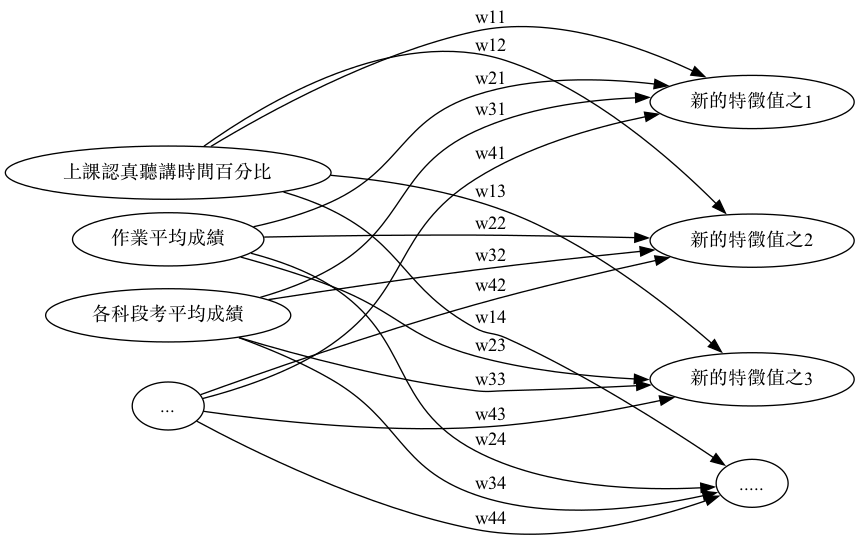 w11
w12
w21
新的特徵值之1
w31
w41
上課認真聽講時間百分比
w13
w22
作業平均成績
新的特徵值之2
w32
w42
各科段考平均成績
w14
w23
新的特徵值之3
w33
...
w43
w24
w34
.....
w44